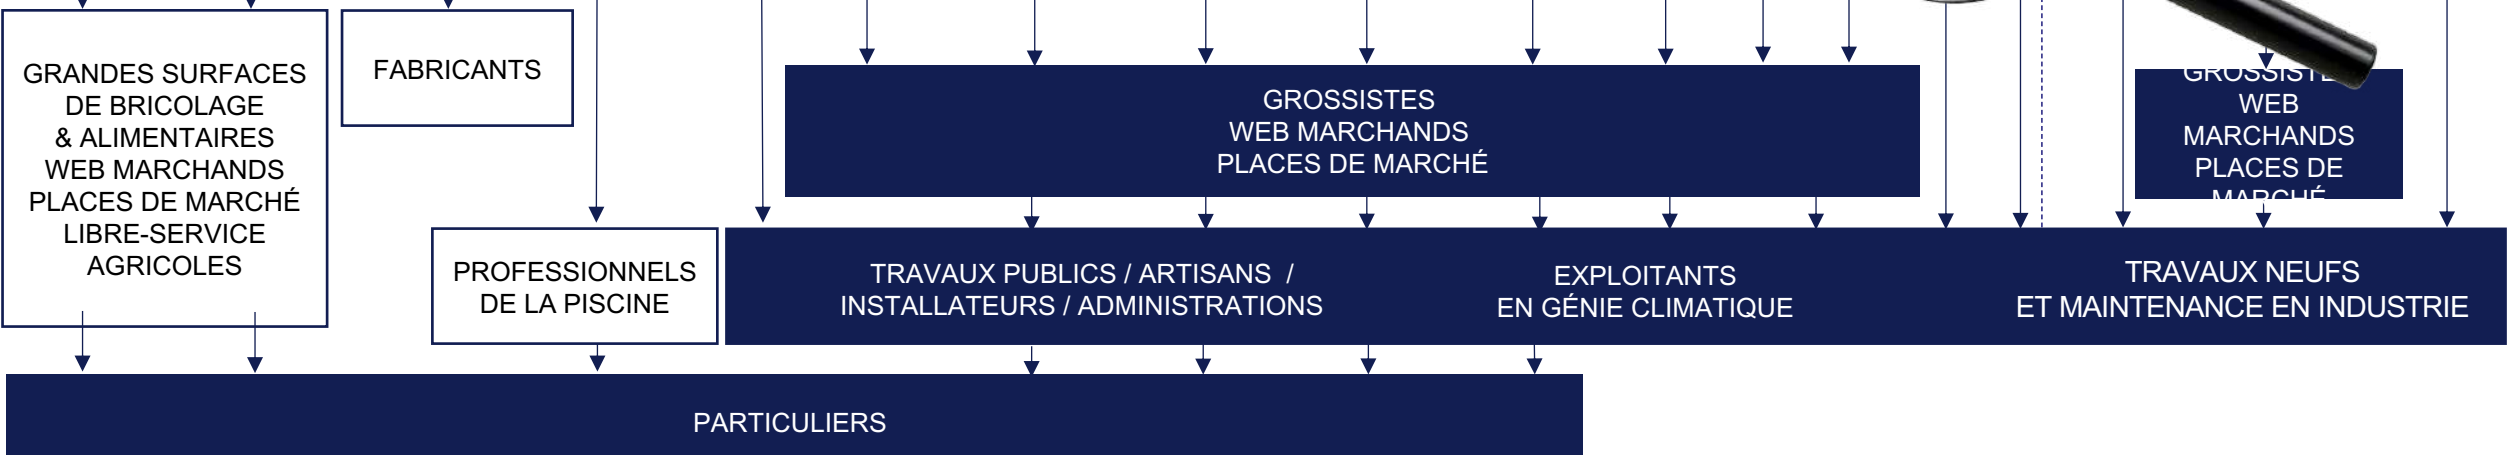 GRANDES SURFACES
DE BRICOLAGE
& ALIMENTAIRES
WEB MARCHANDS
PLACES DE MARCHÉ
LIBRE-SERVICE
AGRICOLES
FABRICANTS
GROSSISTES
WEB MARCHANDS
PLACES DE MARCHÉ
WEB
MARCHANDS
PLACES DE
MARCHÉ
PROFESSIONNELS
DE LA PISCINE
TRAVAUX PUBLICS / ARTISANS /
INSTALLATEURS / ADMINISTRATIONS
EXPLOITANTS
EN GÉNIE CLIMATIQUE
TRAVAUX NEUFS
ET MAINTENANCE EN INDUSTRIE
PARTICULIERS